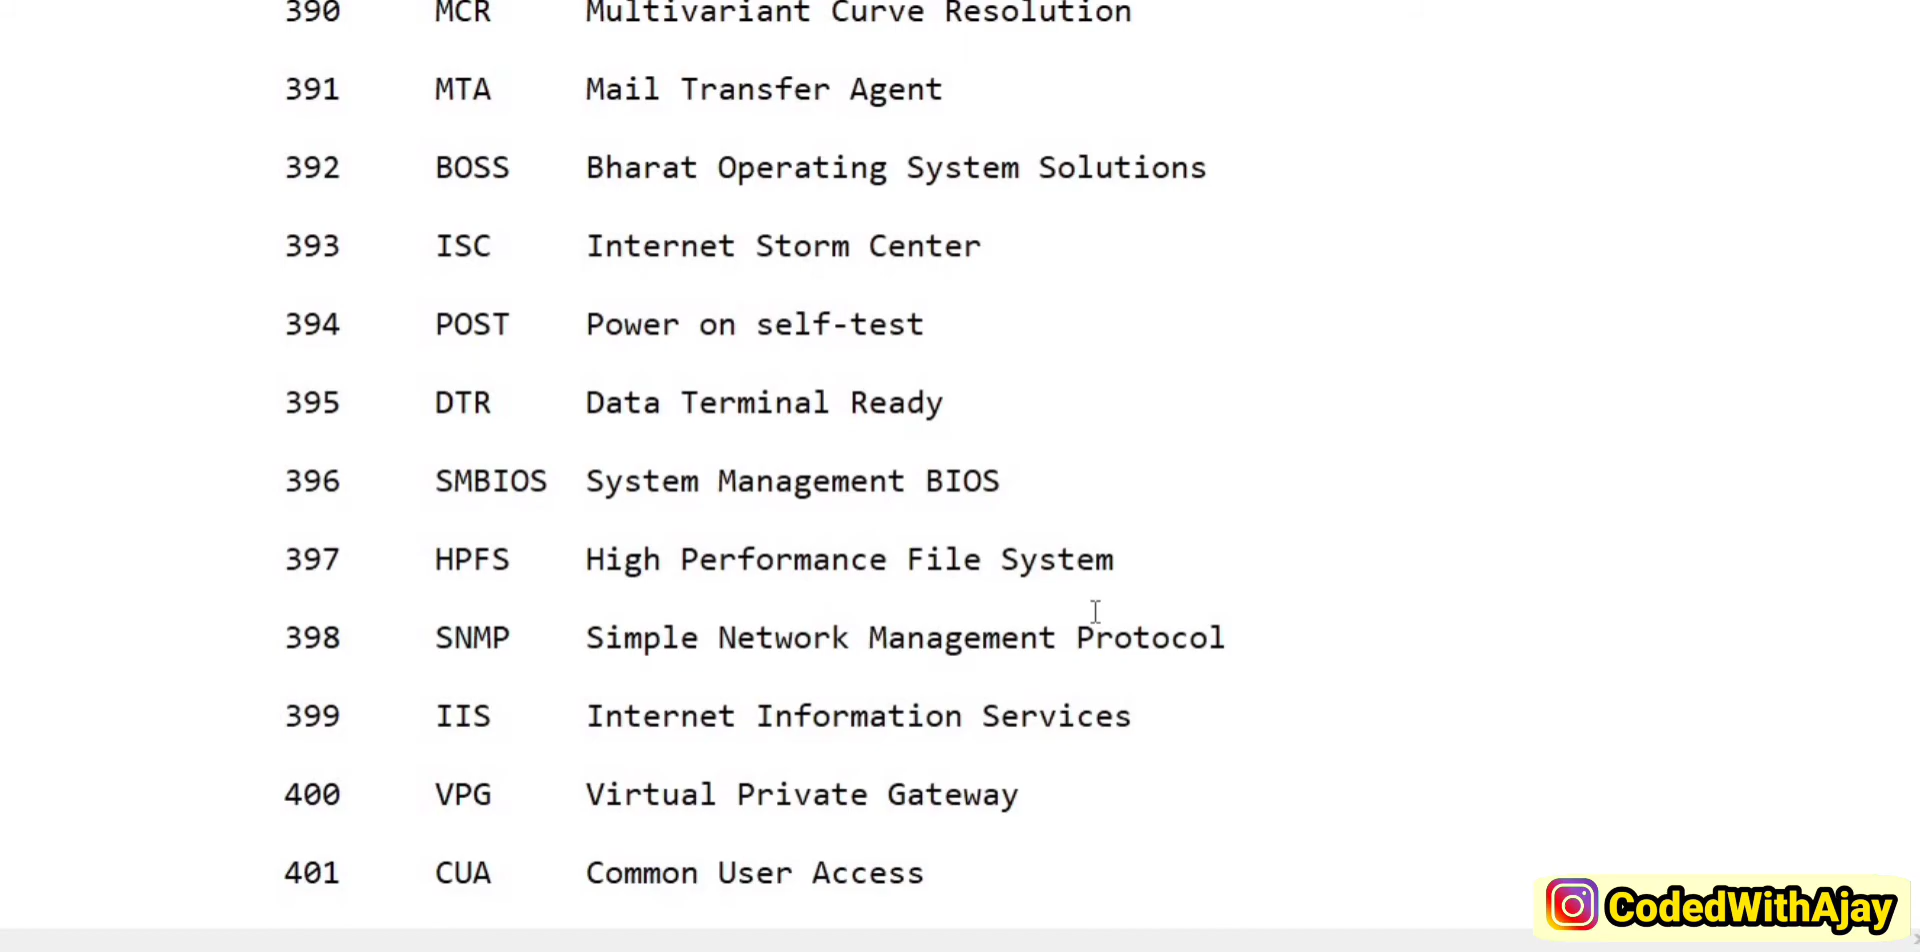 390 MCR Multivariant Curve Resolution
391 MTA Mail Transfer Agent
392 BOSS Bharat Operating System Solutions
393 ISC Internet Storm Center
394 POST Power on self-test
395 DTR Data Terminal Ready
396 SMBIOS System Management BIOS
397 HPFS High Performance File System
398 SNMP Simple Network Management Protocol
399 IIS Internet Information Services
400 VPG Virtual Private Gateway
401 CUA Common User Access
CodedWithAjay